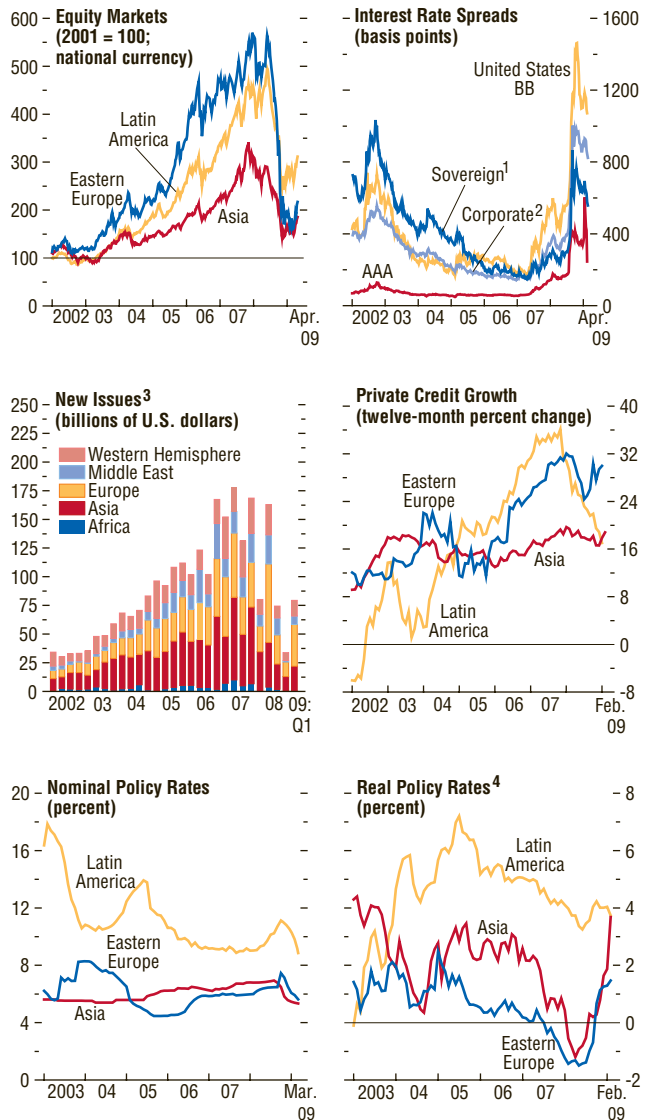 Equity Markets
(2001 = 100;
national currency)
600
500
400
300
200
100
0
Latin
America
Eastern
Europe
Asia
2002 03 04 05 06 07 Apr.
09
Interest Rate Spreads
(basis points)
1600
1200
800
400
0
United States
BB
Sovereign1
Corporate2
AAA
2002 03 04 05 06 07 Apr.
09
New Issues3
(billions of U.S. dollars)
250
225
200
175
150
125
100
75
50
25
0
Western Hemisphere
Middle East
Europe
Asia
Africa
2002 03 04 05 06 07 08 09:
Q1
Private Credit Growth
(twelve-month percent change)
40
32
24
16
8
0
-8
Eastern
Europe
Asia
Latin
America
2002 03 04 05 06 07 Feb.
09
Nominal Policy Rates
(percent)
20
16
12
8
4
0
Latin
America
Eastern
Europe
Asia
2003 04 05 06 07 Mar.
09
Real Policy Rates4
(percent)
8
6
4
2
0
-2
Latin
America
Asia
Eastern
Europe
2003 04 05 06 07 Feb.
09